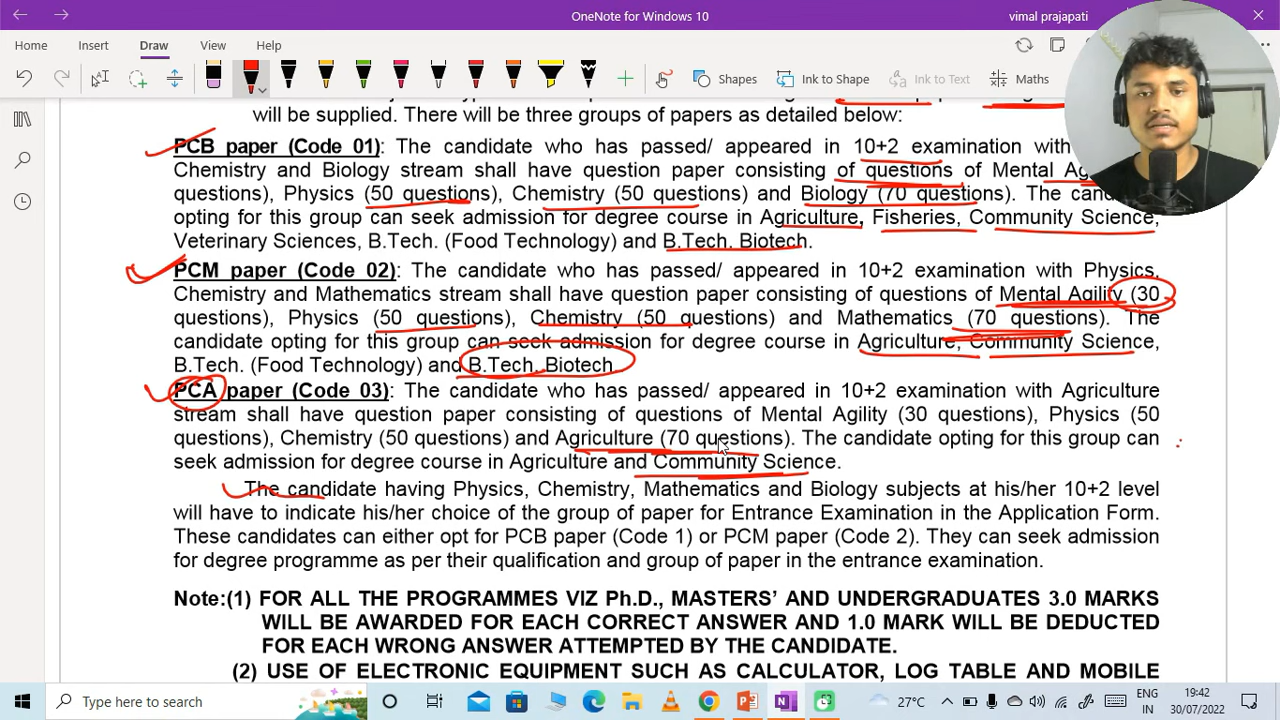 OneNote for Windows 10
vimal prajapati
Home Insert Draw View Help
Shapes Ink to Shape Ink to Text Maths
will be supplied. There will be three groups of papers as detailed below:
PCB paper (Code 01): The candidate who has passed/ appeared in 10+2 examination with
Chemistry and Biology stream shall have question paper consisting of questions of Mental
questions), Physics (50 questions), Chemistry (50 questions) and Biology (70 questions). The
opting for this group can seek admission for degree course in Agriculture, Fisheries, Community Science,
Veterinary Sciences, B.Tech. (Food Technology) and B.Tech. Biotech.
PCM paper (Code 02): The candidate who has passed/ appeared in 10+2 examination with Physics,
Chemistry and Mathematics stream shall have question paper consisting of questions of Mental Agility (30
questions), Physics (50 questions), Chemistry (50 questions) and Mathematics (70 questions). The
candidate opting for this group can seek admission for degree course in Agriculture, Community Science,
B.Tech. (Food Technology) and B.Tech. Biotech.
PCA paper (Code 03): The candidate who has passed/ appeared in 10+2 examination with Agriculture
stream shall have question paper consisting of questions of Mental Agility (30 questions), Physics (50
questions), Chemistry (50 questions) and Agriculture (70 questions). The candidate opting for this group can
seek admission for degree course in Agriculture and Community Science.
The candidate having Physics, Chemistry, Mathematics and Biology subjects at his/her 10+2 level
will have to indicate his/her choice of the group of paper for Entrance Examination in the Application Form.
These candidates can either opt for PCB paper (Code 1) or PCM paper (Code 2). They can seek admission
for degree programme as per their qualification and group of paper in the entrance examination.
Note:(1) FOR ALL THE PROGRAMMES VIZ Ph.D., MASTERS' AND UNDERGRADUATES 3.0 MARKS
WILL BE AWARDED FOR EACH CORRECT ANSWER AND 1.0 MARK WILL BE DEDUCTED
FOR EACH WRONG ANSWER ATTEMPTED BY THE CANDIDATE.
(2) USE OF ELECTRONIC EQUIPMENT SUCH AS CALCULATOR, LOG TABLE AND MOBILE
Type here to search
27°C
ENG
IN
19:42
30/07/2022